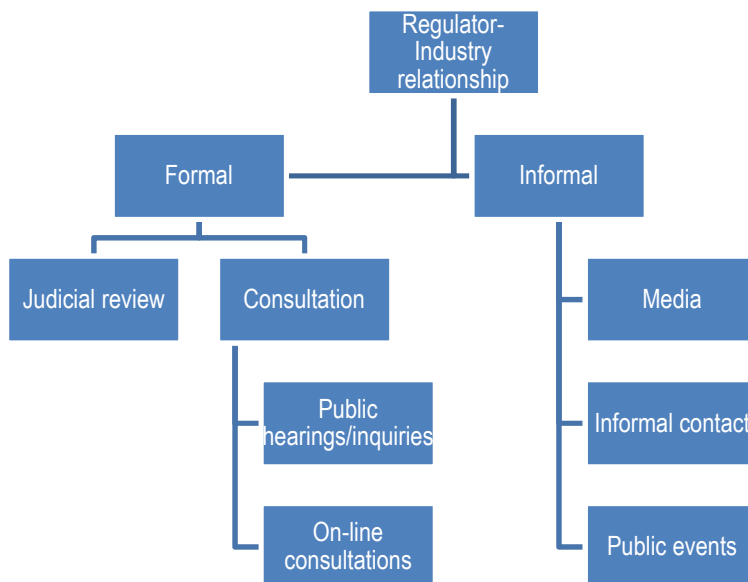 Regulator-
Industry
relationship
Formal
Informal
Judicial review
Consultation
Media
Public
hearings/inquiries
Informal contact
On-line
consultations
Public events